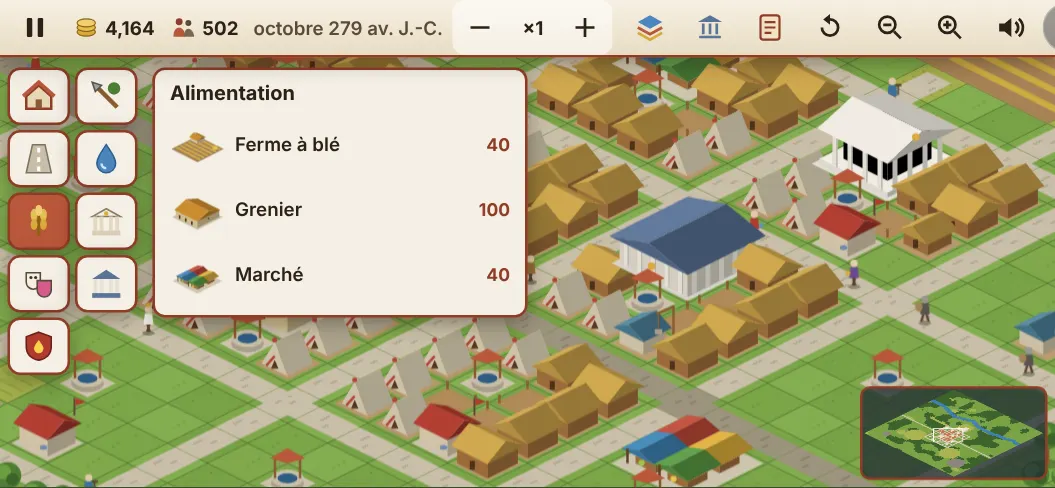 4,164 502 octobre 279 av. J.-C. ×1
Alimentation
Ferme à blé 40
Grenier 100
Marché 40